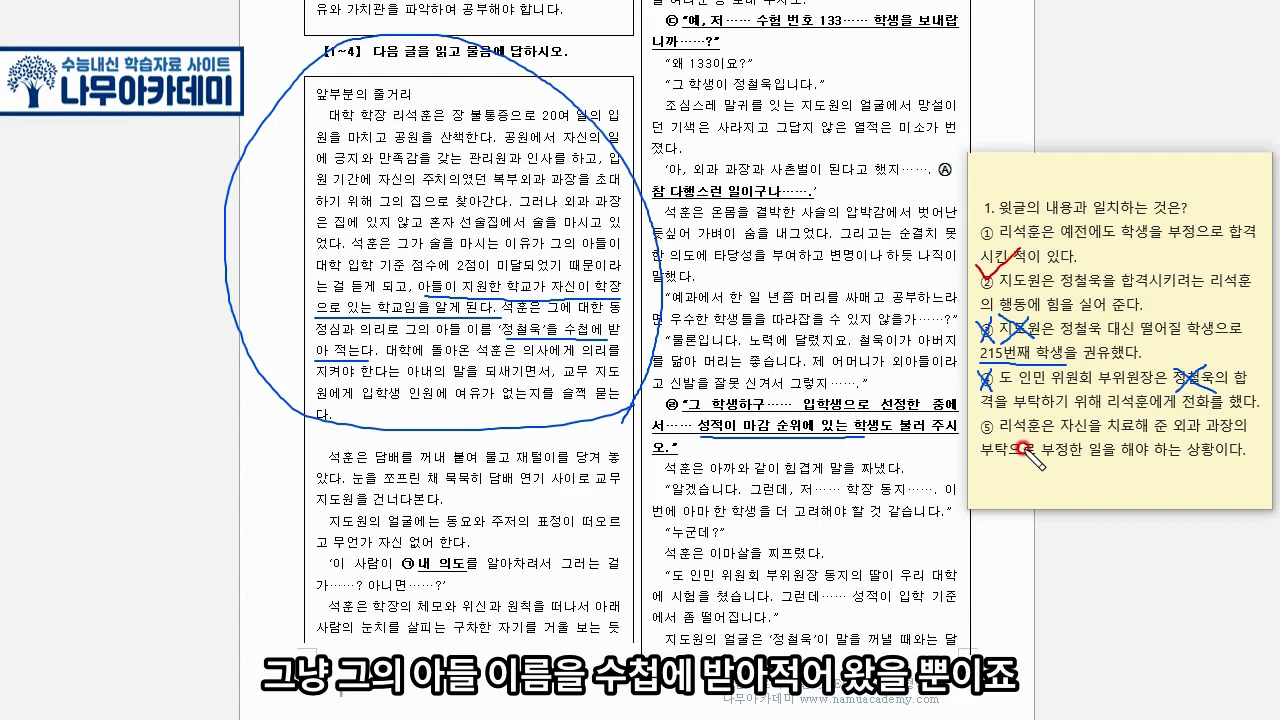 유와 가치관을 파악하여 공부해야 합니다.
【1~4】 다음 글을 읽고 물음에 답하시오.
수능내신 학습자료 사이트
나무아카데미
앞부분의 줄거리
대학 학장 리석훈은 장 불통증으로 20여 일의 입
원을 마치고 공원을 산책한다. 공원에서 자신의 일
에 긍지와 만족감을 갖는 관리원과 인사를 하고, 입
원 기간에 자신의 주치의였던 복부외과 과장을 초대
하기 위해 그의 집으로 찾아간다. 그러나 외과 과장
은 집에 있지 않고 혼자 선술집에서 술을 마시고 있
었다. 석훈은 그가 술을 마시는 이유가 그의 아들이
대학 입학 기준 점수에 2점이 미달되었기 때문이라
는 걸 듣게 되고, 아들이 지원한 학교가 자신이 학장
으로 있는 학교임을 알게 된다. 석훈은 그에 대한 동
정심과 의리로 그의 아들 이름 '정철욱'을 수첩에 받
아 적는다. 대학에 돌아온 석훈은 의사에게 의리를
지켜야 한다는 아내의 말을 되새기면서, 교무 지도
원에게 입학생 인원에 여유가 없는지를 슬쩍 묻는
다.
석훈은 담배를 꺼내 붙여 물고 재털이를 당겨 놓
았다. 눈을 쪼프린 채 묵묵히 담배 연기 사이로 교무
지도원을 건너다본다.
지도원의 얼굴에는 동요와 주저의 표정이 떠오르
고 무언가 자신 없어 한다.
'이 사람이 ㉠내 의도를 알아차려서 그러는 걸
가……? 아니면……?'
석훈은 학장의 체모와 위신과 원칙을 떠나서 아래
사람의 눈치를 살피는 구차한 자기를 거울 보는 듯
㉢"예, 저…… 수험 번호 133…… 학생을 보내랍
니까……?"
"왜 133이요?"
"그 학생이 정철욱입니다."
조심스레 말귀를 잇는 지도원의 얼굴에서 망설이
던 기색은 사라지고 그답지 않은 열적은 미소가 번
졌다.
'아, 외과 과장과 사촌벌이 된다고 했지……. Ⓐ
참 다행스런 일이구나…….'
석훈은 온몸을 결박한 사슬의 압박감에서 벗어난
듯싶어 가벼이 숨을 내그었다. 그리고는 순결치 못
한 의도에 타당성을 부여하고 변명이나 하듯 나직이
말했다.
"예과에서 한 일 년쯤 머리를 싸매고 공부하느라
면 우수한 학생들을 따라잡을 수 있지 않을가……?"
"물론입니다. 노력에 달렸지요. 철욱이가 아버지
를 닮아 머리는 좋습니다. 제 어머니가 외아들이라
고 신발을 잘못 신겨서 그렇지……."
㉣"그 학생하구…… 입학생으로 선정한 중에
서…… 성적이 마감 순위에 있는 학생도 불러 주시
오."
석훈은 아까와 같이 힘겹게 말을 짜냈다.
"알겠습니다. 그런데, 저…… 학장 동지……. 이
번에 아마 한 학생을 더 고려해야 할 것 같습니다."
"누군데?"
석훈은 이마살을 찌프렸다.
"도 인민 위원회 부위원장 동지의 딸이 우리 대학
에 시험을 쳤습니다. 그런데…… 성적이 입학 기준
에서 좀 떨어집니다."
지도원의 얼굴은 '정철욱'이 말을 꺼낼 때와는 달
1. 윗글의 내용과 일치하는 것은?
① 리석훈은 예전에도 학생을 부정으로 합격
시킨 적이 있다.
② 지도원은 정철욱을 합격시키려는 리석훈
의 행동에 힘을 실어 준다.
③ 지도원은 정철욱 대신 떨어질 학생으로
215번째 학생을 권유했다.
④ 도 인민 위원회 부위원장은 정철욱의 합
격을 부탁하기 위해 리석훈에게 전화를 했다.
⑤ 리석훈은 자신을 치료해 준 외과 과장의
부탁으로 부정한 일을 해야 하는 상황이다.
그냥 그의 아들 이름을 수첩에 받아적어 왔을 뿐이죠
나무아카데미 www.namuacademy.com